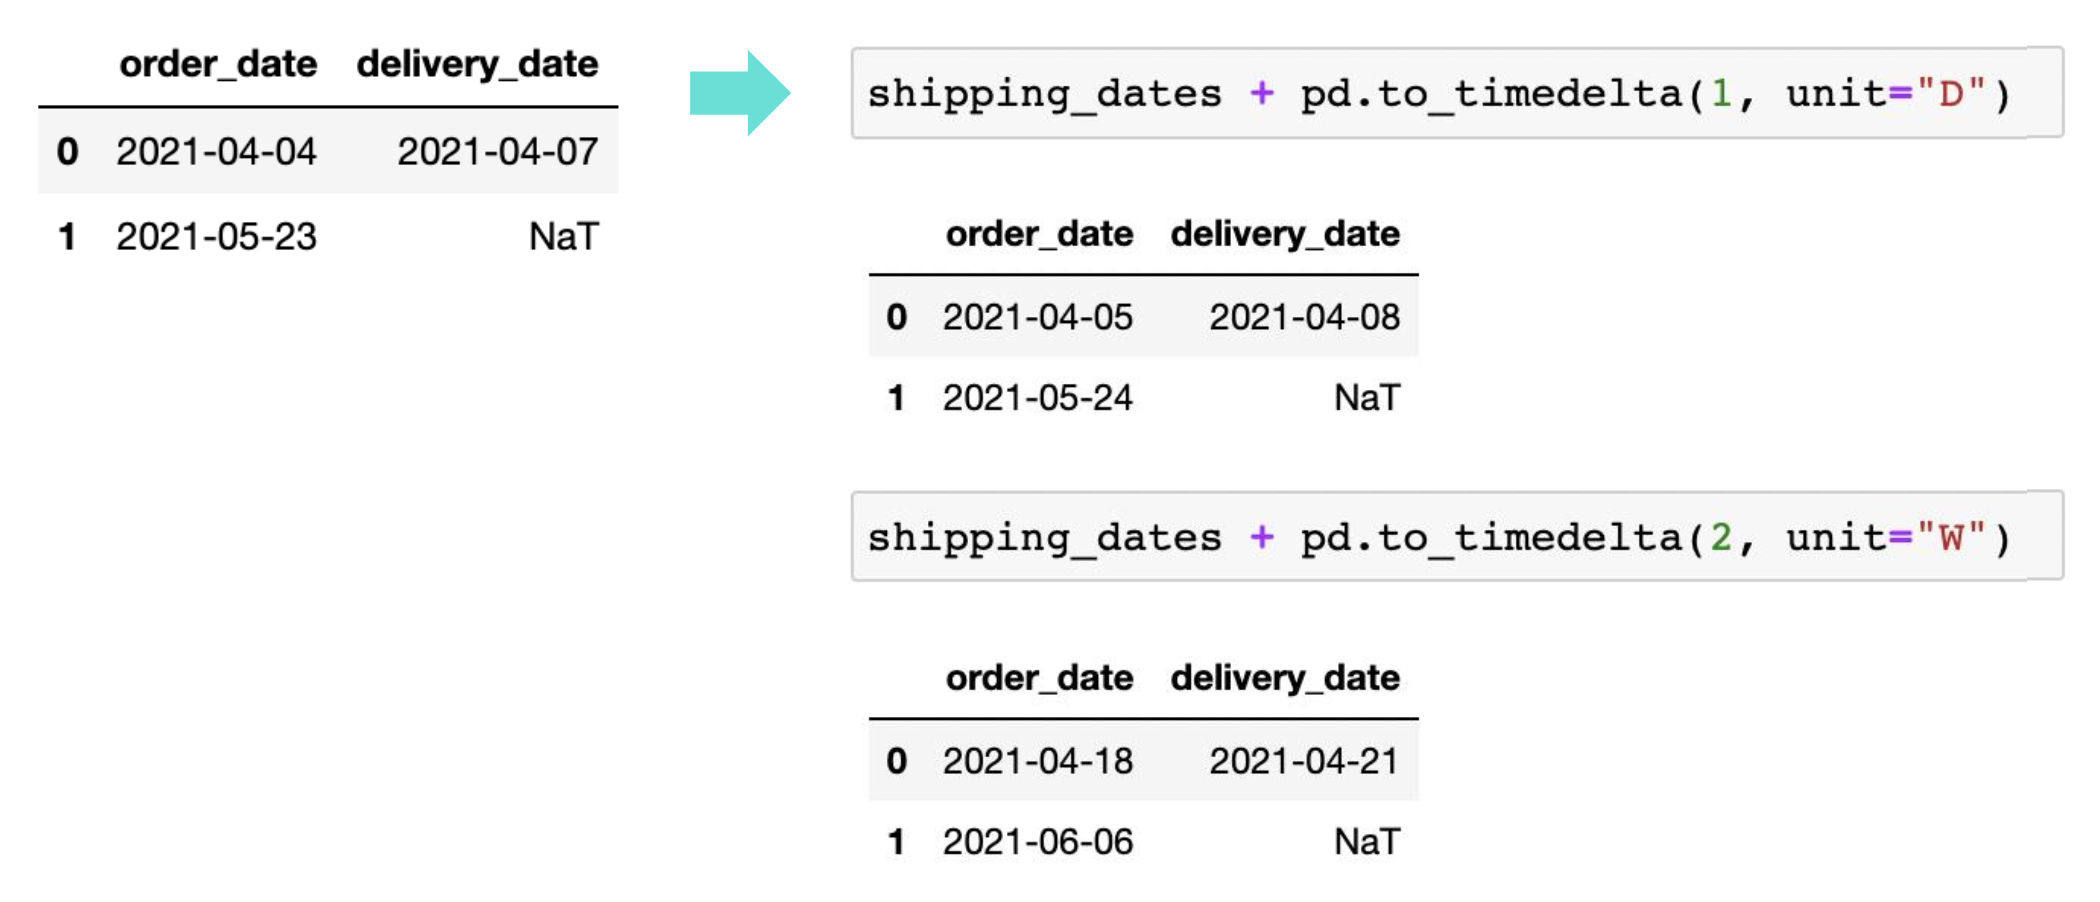 order_date delivery_date
0 2021-04-04 2021-04-07
1 2021-05-23 NaT
shipping_dates + pd.to_timedelta(1, unit="D")
order_date delivery_date
0 2021-04-05 2021-04-08
1 2021-05-24 NaT
shipping_dates + pd.to_timedelta(2, unit="W")
order_date delivery_date
0 2021-04-18 2021-04-21
1 2021-06-06 NaT